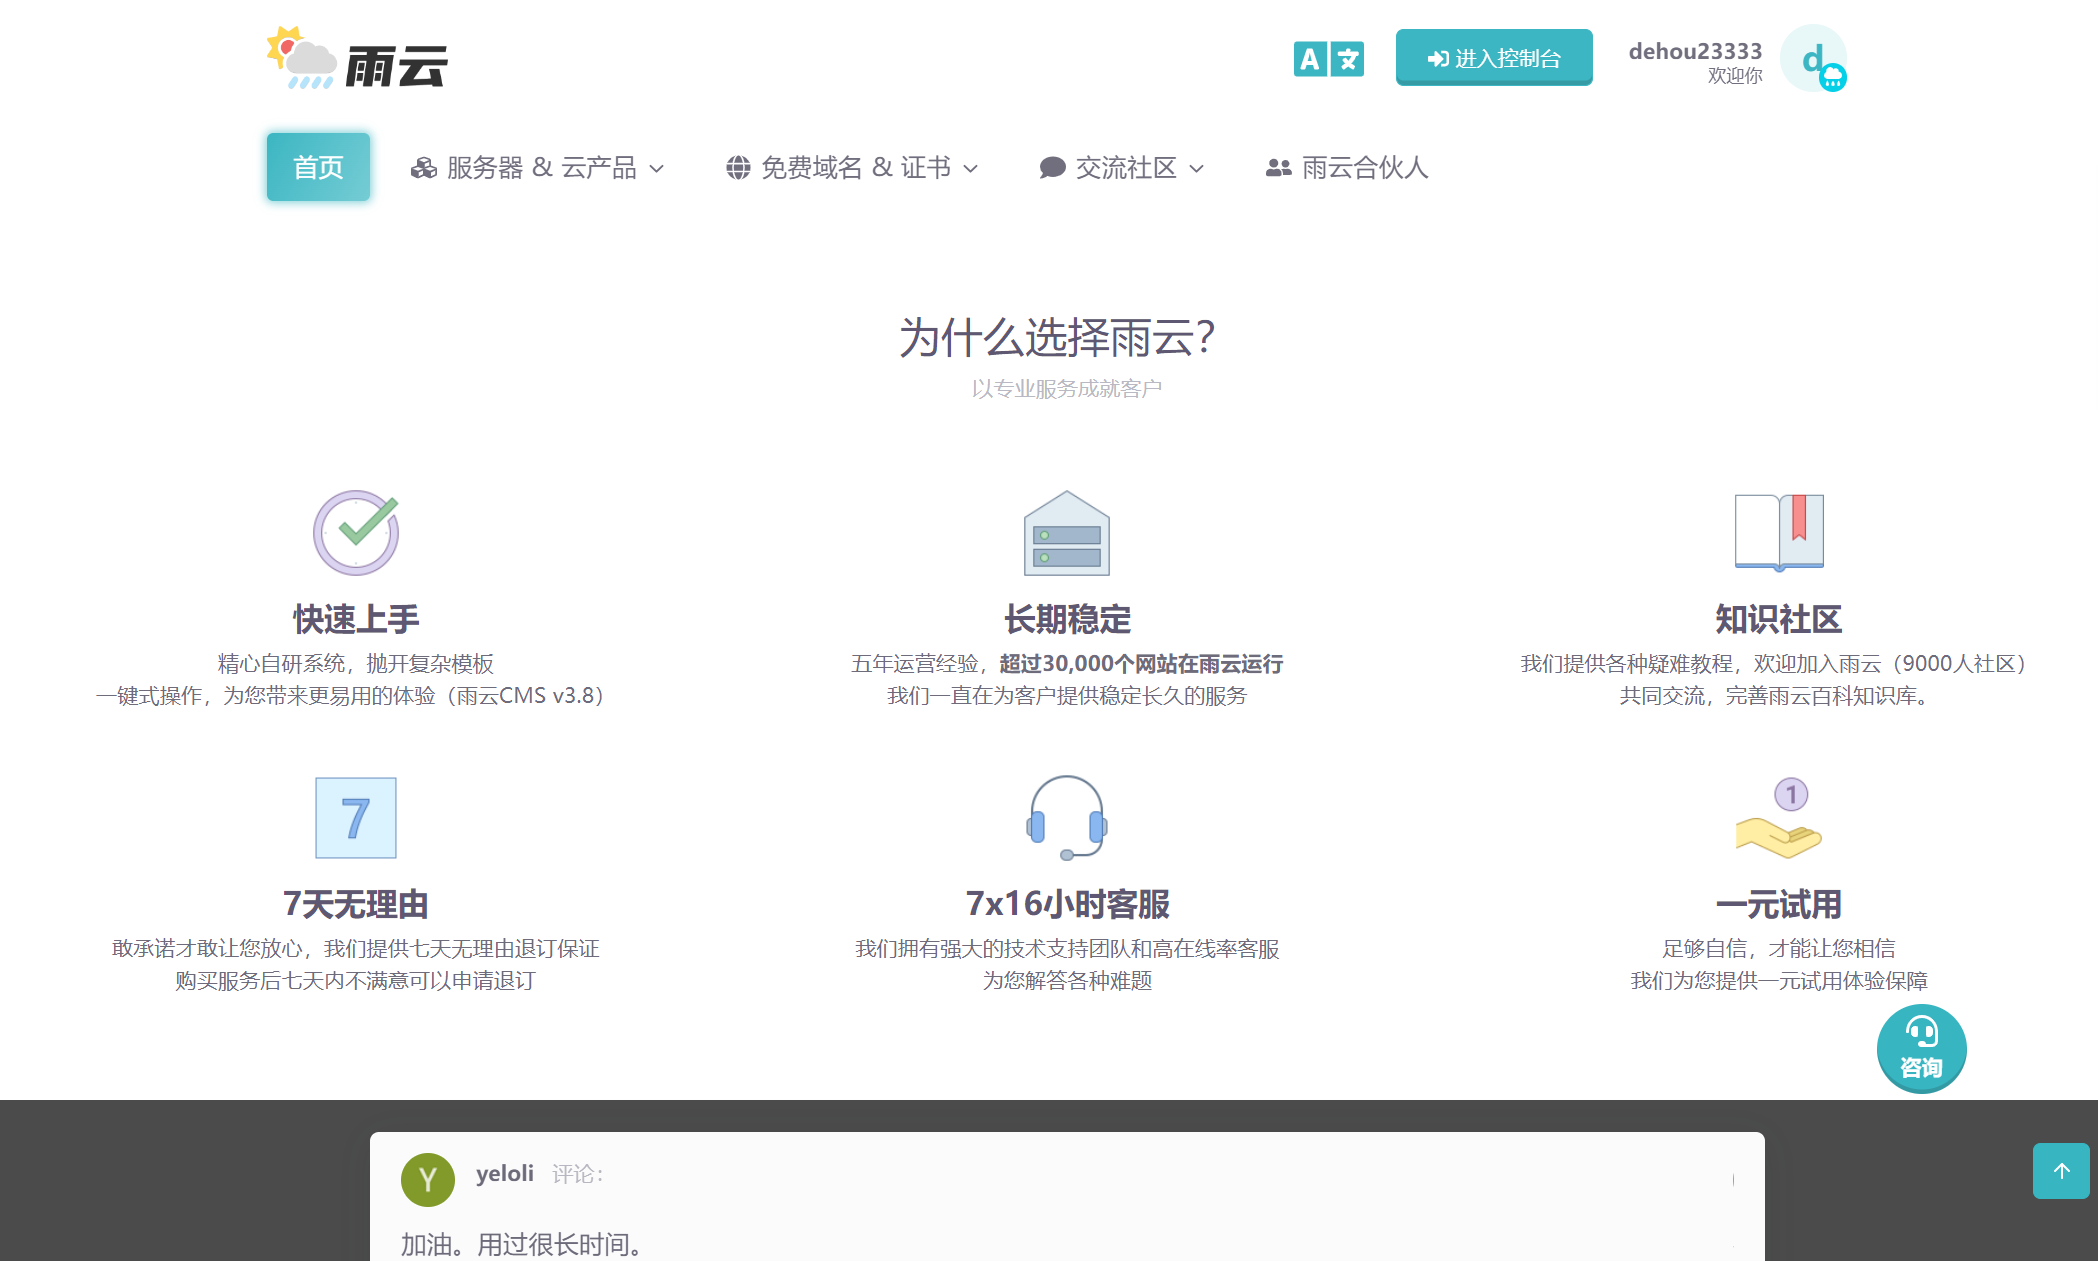 雨云
A 文
进入控制台
dehou23333
欢迎你
d
首页
服务器 & 云产品
免费域名 & 证书
交流社区
雨云合伙人
为什么选择雨云?
以专业服务成就客户
快速上手
精心自研系统，抛开复杂模板
一键式操作，为您带来更易用的体验（雨云CMS v3.8）
长期稳定
五年运营经验，超过30,000个网站在雨云运行
我们一直在为客户提供稳定长久的服务
知识社区
我们提供各种疑难教程，欢迎加入雨云（9000人社区）
共同交流，完善雨云百科知识库。
7
7天无理由
敢承诺才敢让您放心，我们提供七天无理由退订保证
购买服务后七天内不满意可以申请退订
7x16小时客服
我们拥有强大的技术支持团队和高在线率客服
为您解答各种难题
1
一元试用
足够自信，才能让您相信
我们为您提供一元试用体验保障
咨询
Y
yeloli 评论：
加油。用过很长时间。